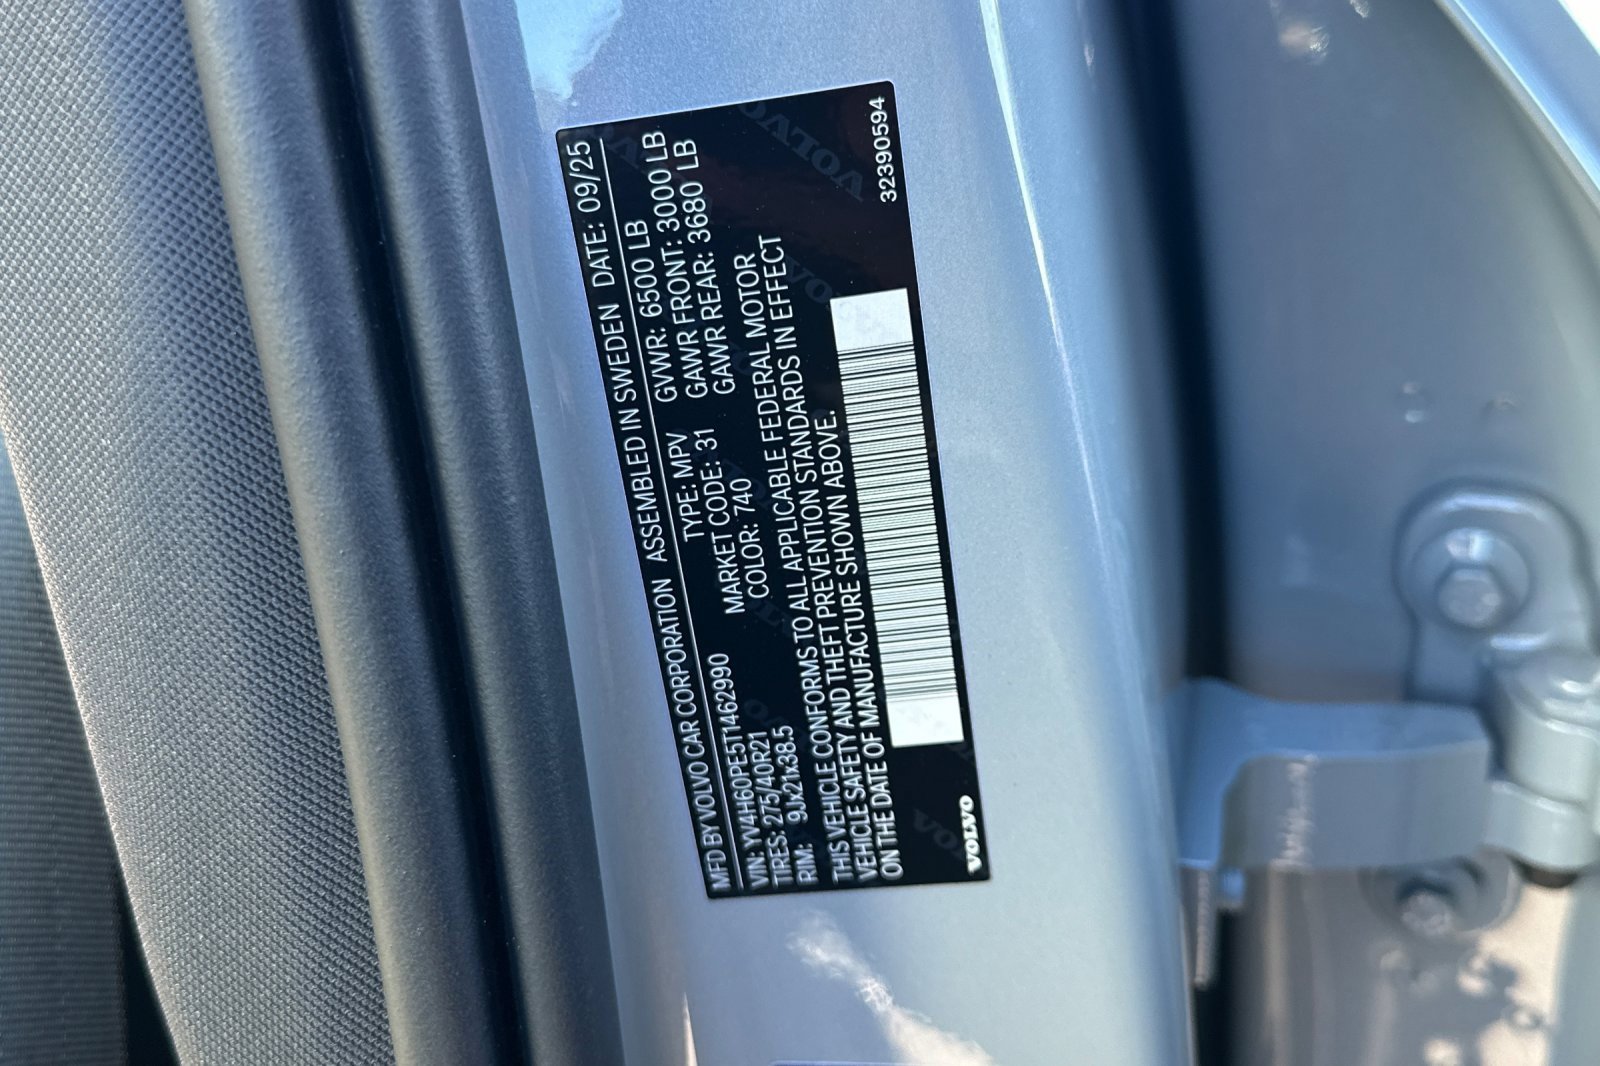 MFD BY VOLVO CAR CORPORATION ASSEMBLED IN SWEDEN DATE: 09/25
VIN: YV4H60PE5T1462990 TYPE: MPV GVWR: 6500 LB
TIRES: 275/40R21 MARKET CODE: 31 GAWR FRONT: 3000 LB
RIM: 9Jx21x38.5 COLOR: 740 GAWR REAR: 3680 LB
THIS VEHICLE CONFORMS TO ALL APPLICABLE FEDERAL MOTOR
VEHICLE SAFETY AND THEFT PREVENTION STANDARDS IN EFFECT
ON THE DATE OF MANUFACTURE SHOWN ABOVE.
VOLVO 32390594